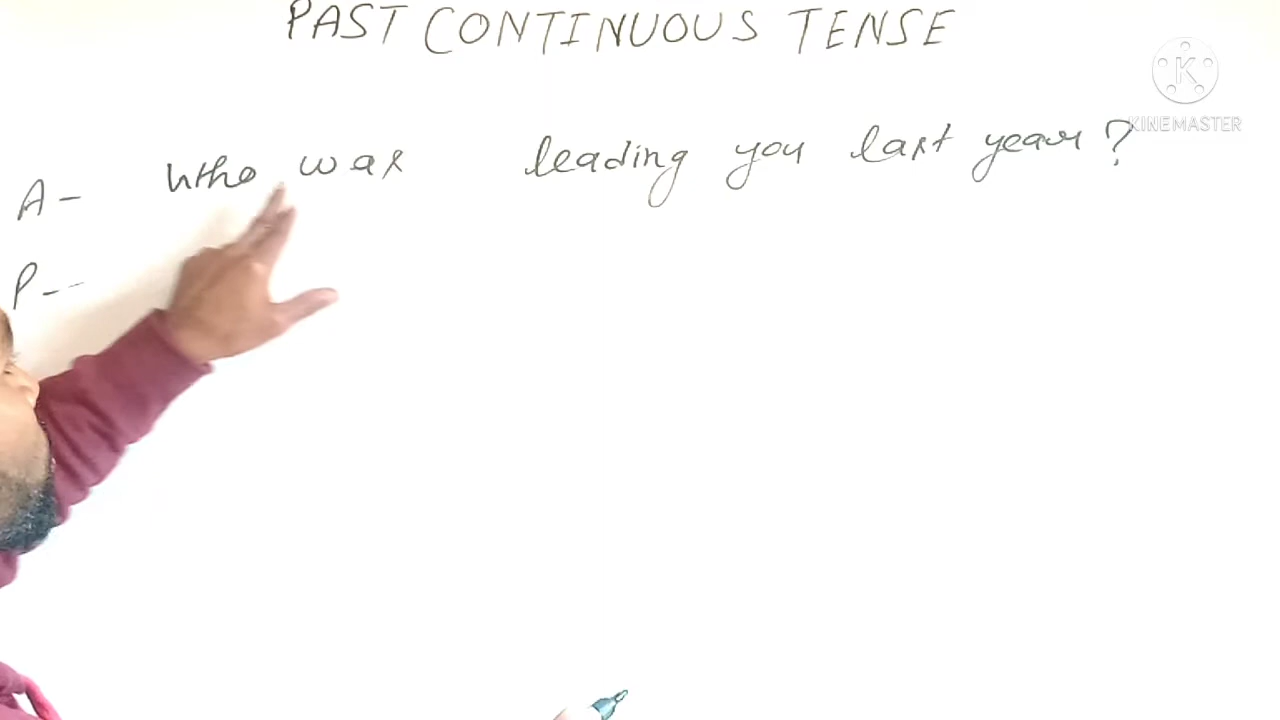 PAST CONTINUOUS TENSE
KINEMASTER
A- Who was leading you last year?
P--